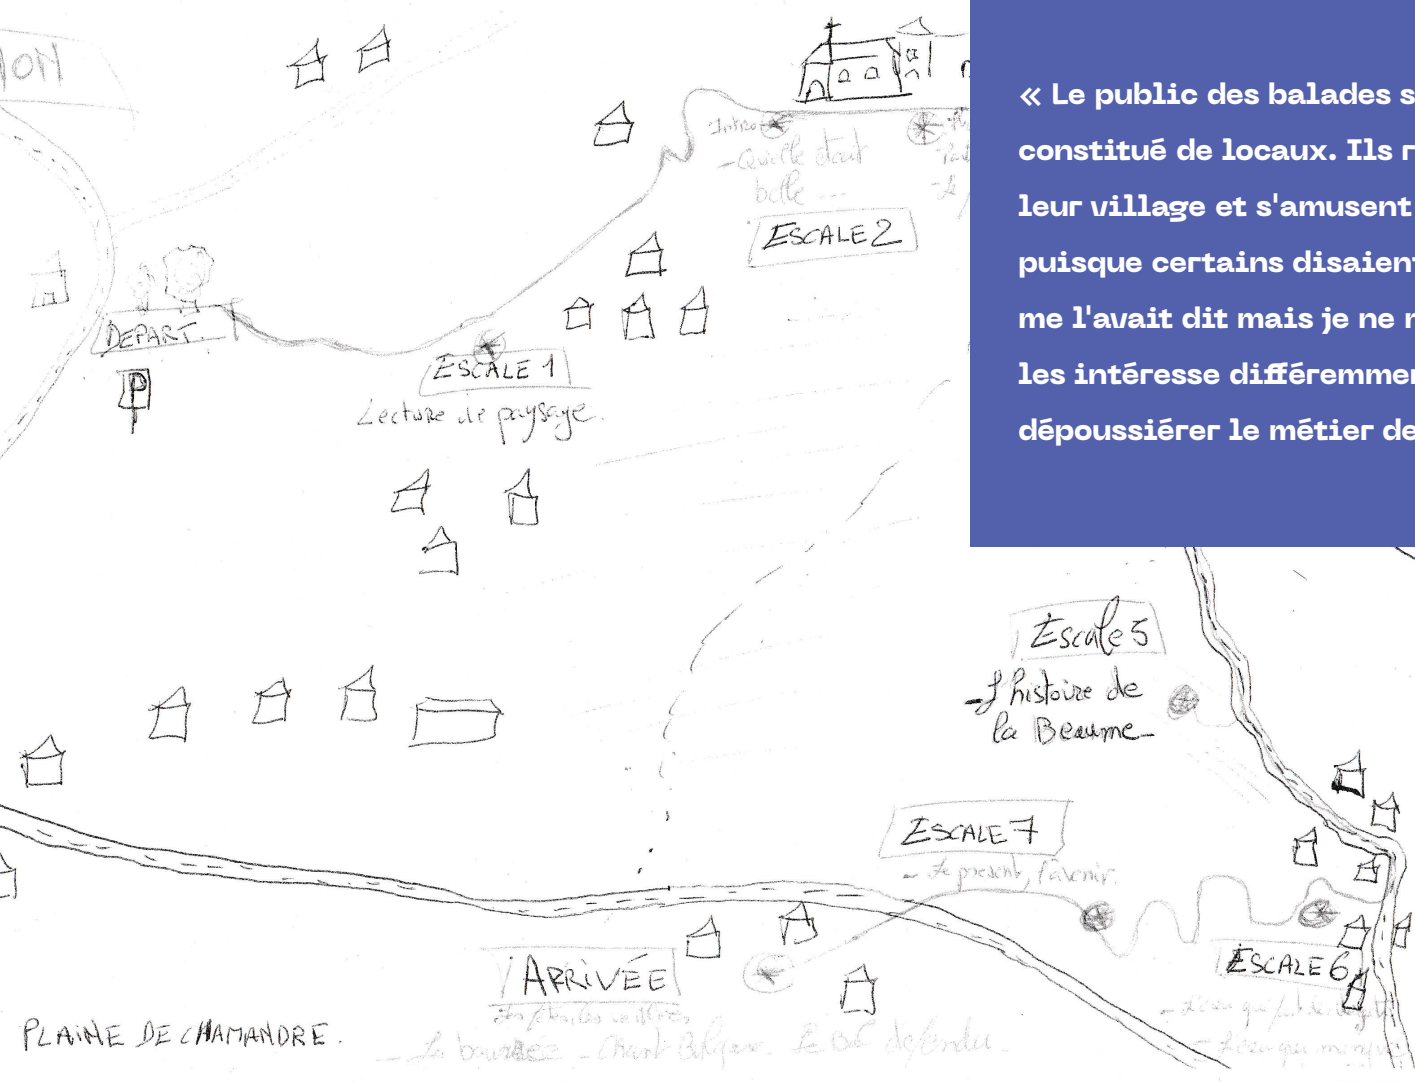 « Le public des balades s
constitué de locaux. Ils r
leur village et s'amusent
puisque certains disaient
me l'avait dit mais je ne
les intéresse différemmen
dépoussiérer le métier de
DEPART.
P
ESCALE 1
Lecture de paysage.
Intro
- Qu'elle était
belle ---
ESCALE 2
Escale 5
- L'histoire de
la Beaume -
ESCALE 6
ESCALE 7
- Le présent, l'avenir.
ARRIVÉE
PLAINE DE CHAMANDRE.